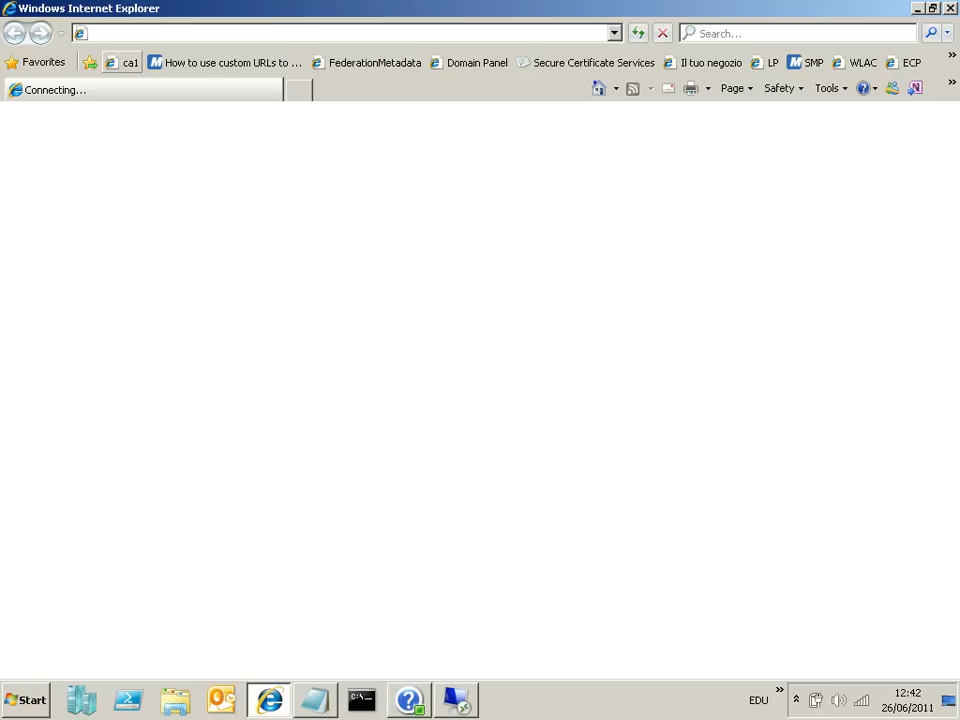 Windows Internet Explorer
Search...
Favorites ca1 How to use custom URLs to ... FederationMetadata Domain Panel Secure Certificate Services Il tuo negozio LP SMP WLAC ECP
Connecting... Page Safety Tools
Start EDU 12:42
26/06/2011